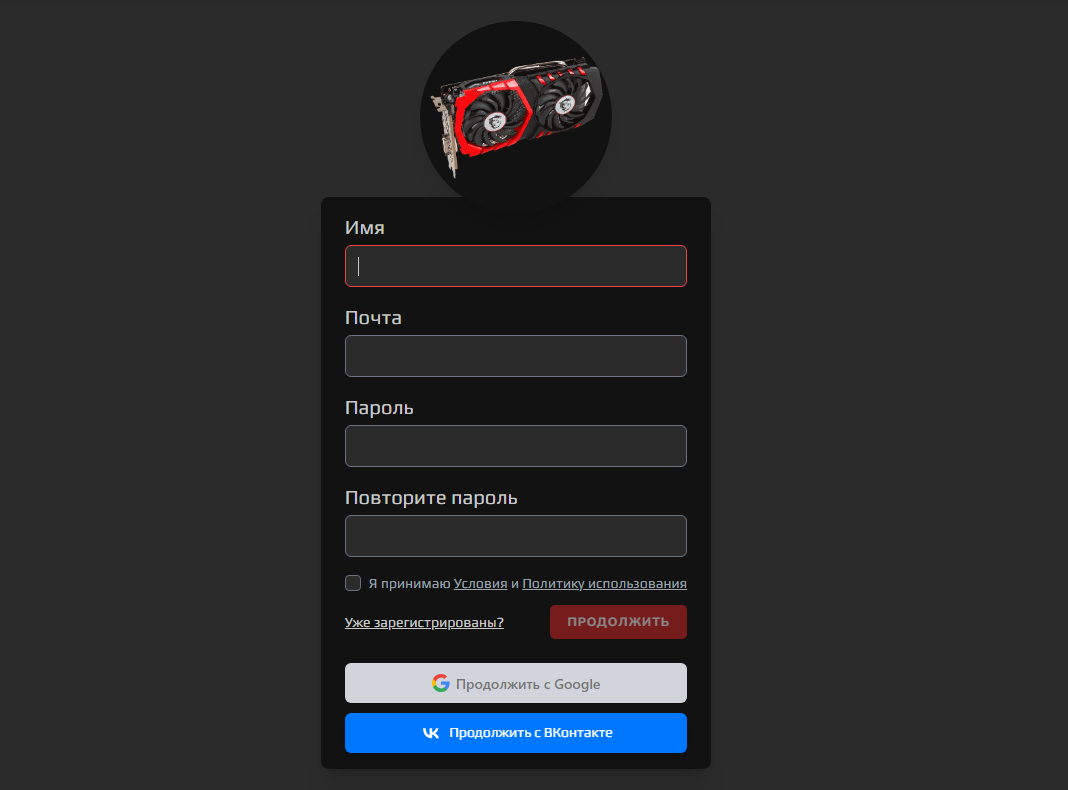 Имя
Почта
Пароль
Повторите пароль
Я принимаю Условия и Политику использования
Уже зарегистрированы?
ПРОДОЛЖИТЬ
Продолжить с Google
Продолжить с ВКонтакте